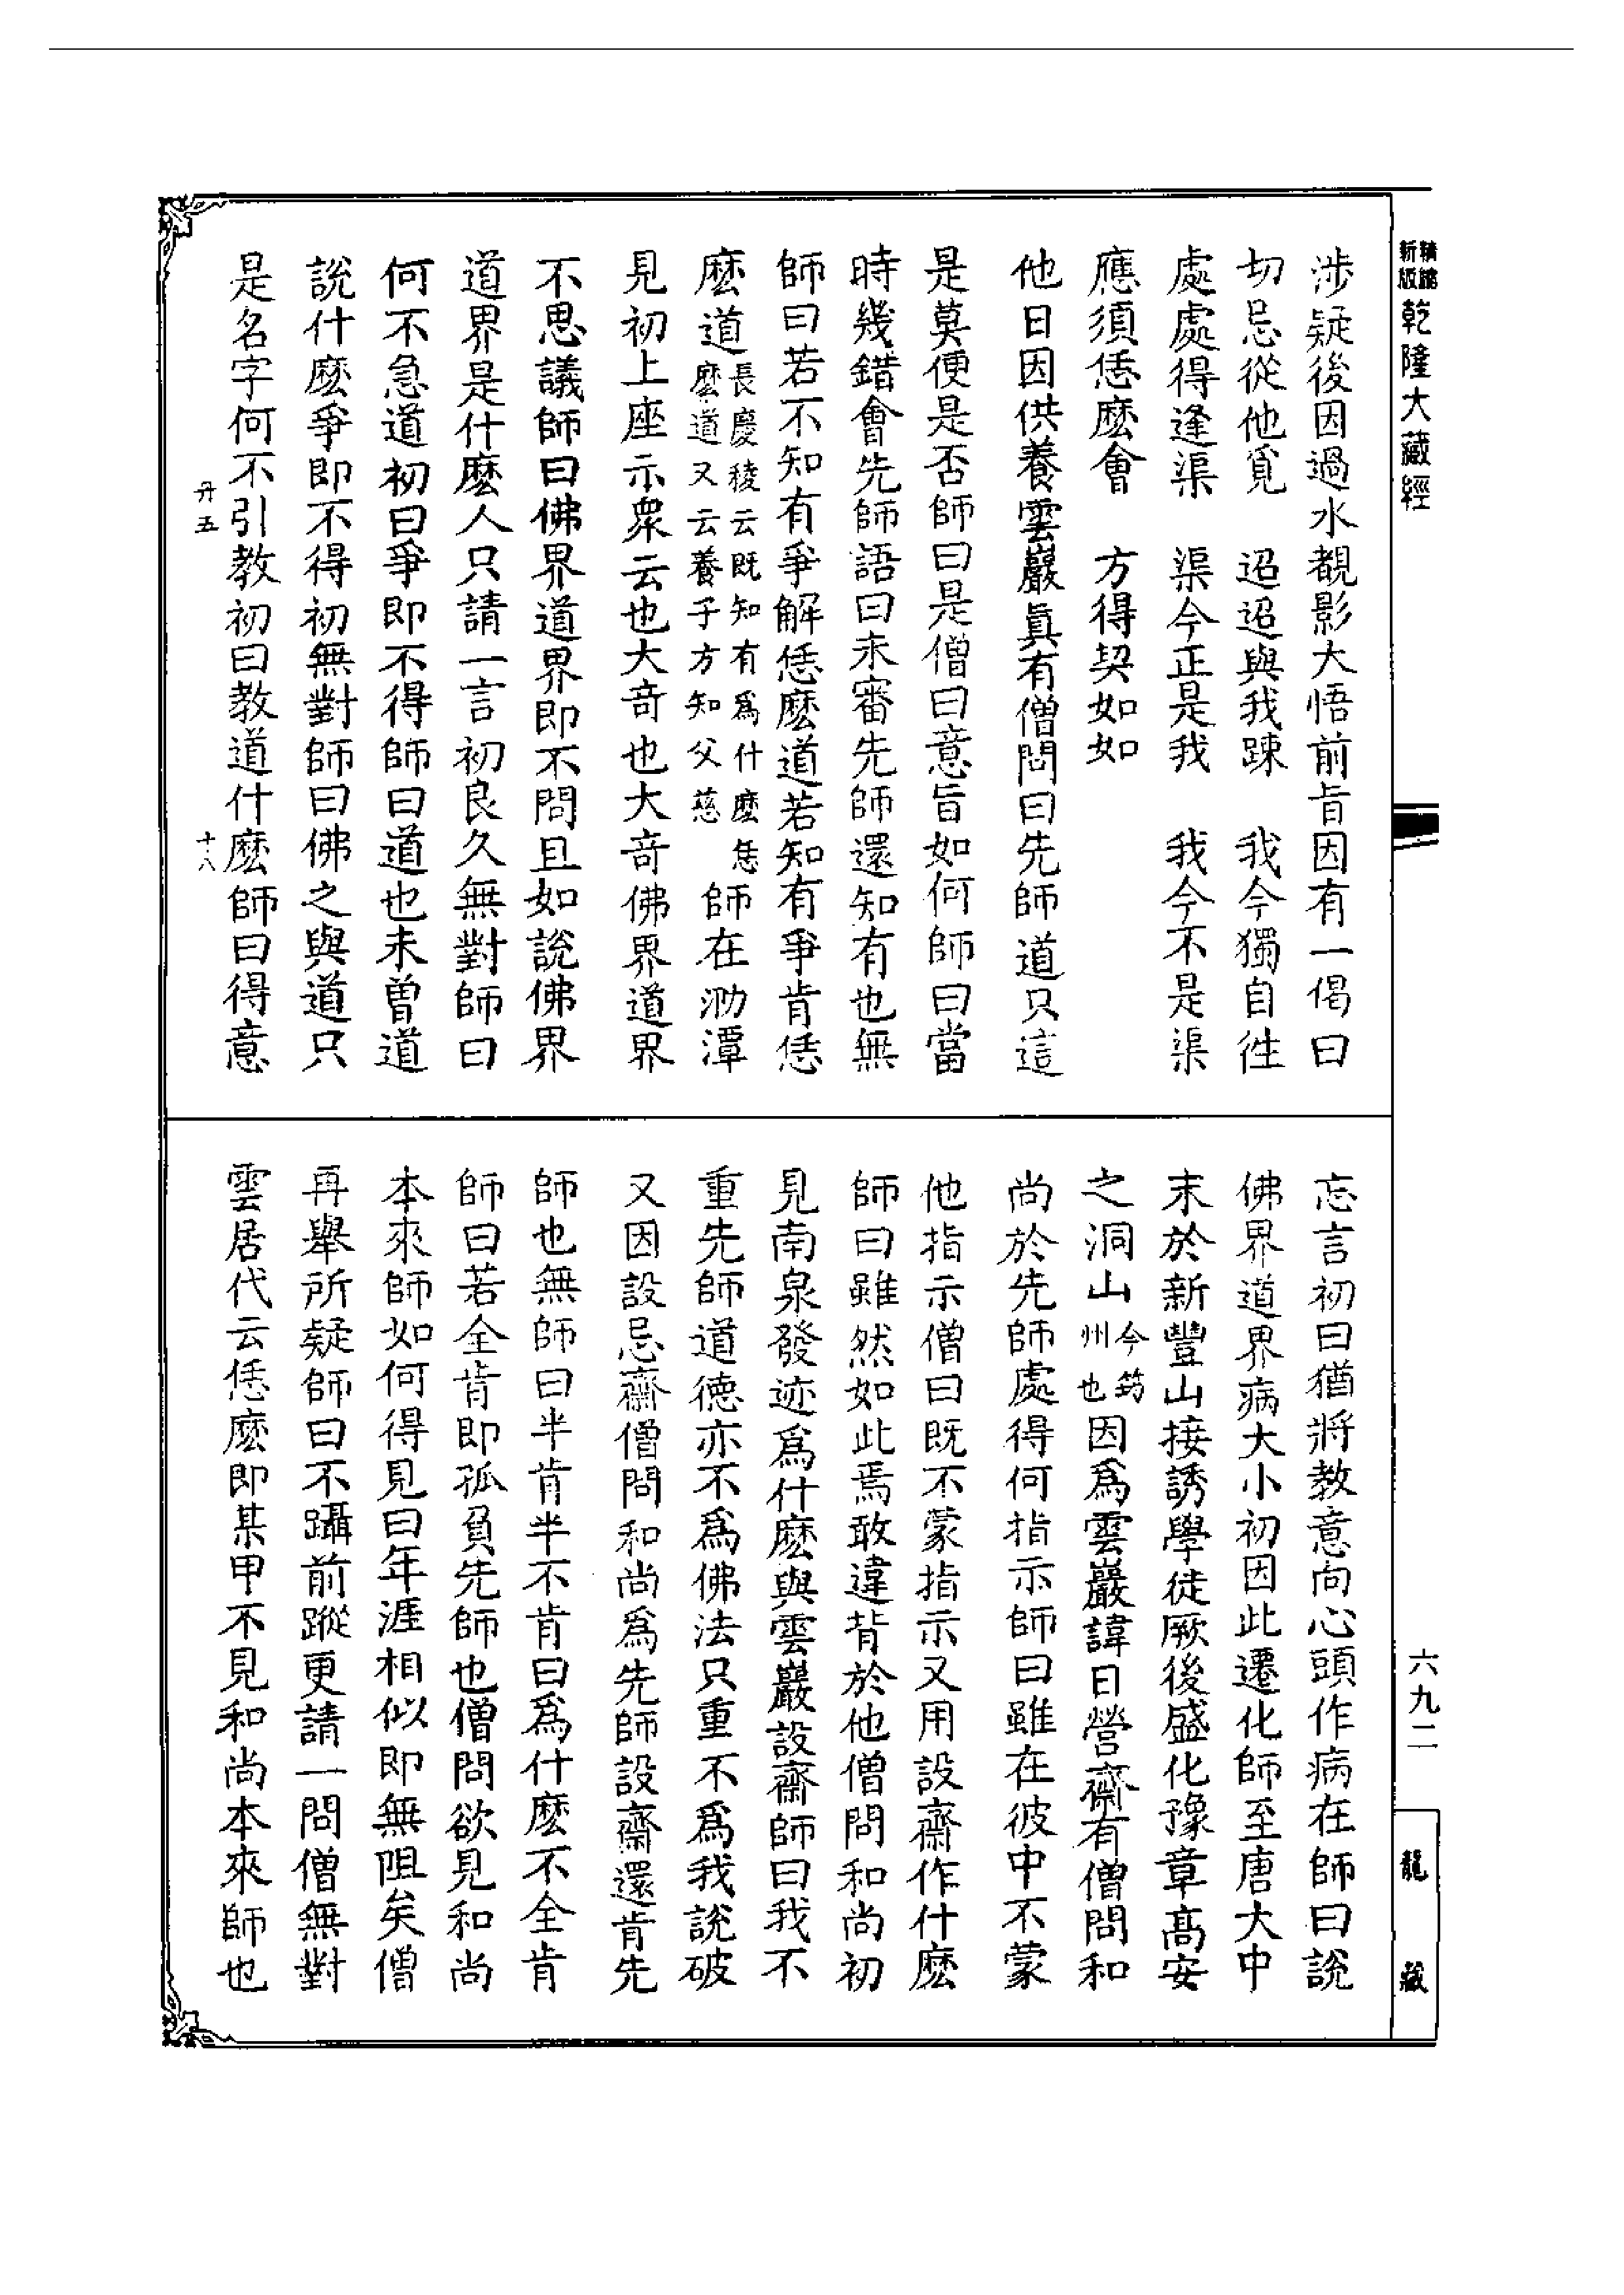 精縮新版乾隆大藏經
涉疑後因過水覩影大悟前旨因有一偈曰
切忌從他覓　迢迢與我踈　我今獨自徃
處處得逢渠　渠今正是我　我今不是渠
應須恁麽會　方得契如如
他日因供養雲巖眞有僧問曰先師道只這
是莫便是否師曰是僧曰意旨如何師曰當
時幾錯會先師語曰未審先師還知有也無
師曰若不知有爭解恁麽道若知有爭肯恁
麽道長慶稜云既知有爲什麽恁麽道又云養子方知父慈師在泐潭
見初上座示衆云也大奇也大奇佛界道界
不思議師曰佛界道界即不問且如說佛界
道界是什麽人只請一言初良久無對師曰
何不急道初曰爭即不得師曰道也未曾道
說什麽爭即不得初無對師曰佛之與道只
是名字何不引教初曰教道什麽師曰得意
丹五　十八
忘言初曰猶將教意向心頭作病在師曰說
佛界道界病大小初因此遷化師至唐大中
末於新豐山接誘學徒厥後盛化豫章高安
之洞山今筠州也因爲雲巖諱日營齋有僧問和
尚於先師處得何指示師曰雖在彼中不蒙
他指示僧曰既不蒙指示又用設齋作什麽
師曰雖然如此焉敢違背於他僧問和尚初
見南泉發迹爲什麽與雲巖設齋師曰我不
重先師道德亦不爲佛法只重不爲我說破
又因設忌齋僧問和尚爲先師設齋還肯先
師也無師曰半肯半不肯曰爲什麽不全肯
師曰若全肯即孤負先師也僧問欲見和尚
本來師如何得見曰年涯相似即無阻矣僧
再舉所疑師曰不躡前蹤更請一問僧無對
雲居代云恁麽即某甲不見和尚本來師也
六九二
龍藏